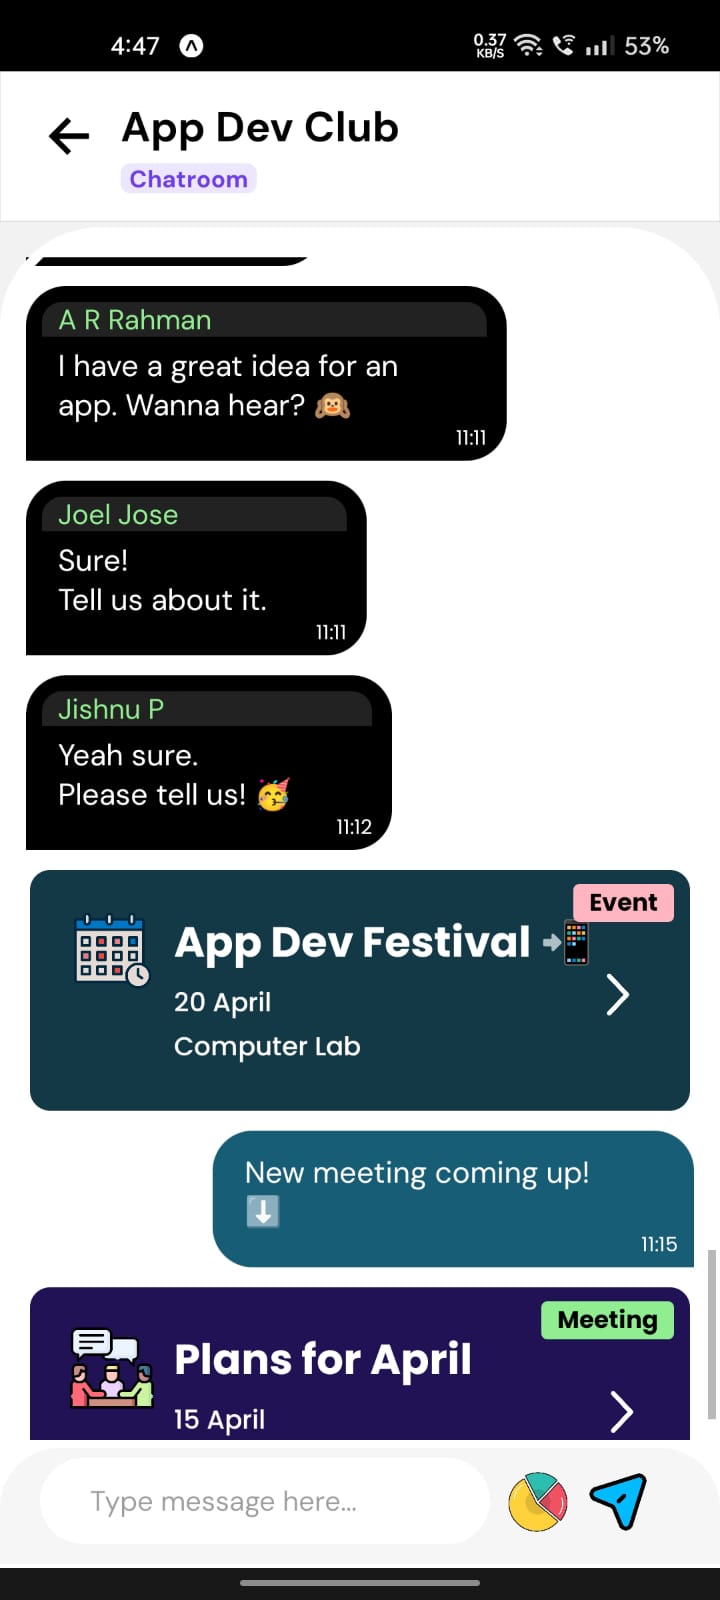 4:47
0.37
KB/S
53%
App Dev Club
Chatroom
A R Rahman
I have a great idea for an
app. Wanna hear? 🙉
11:11
Joel Jose
Sure!
Tell us about it.
11:11
Jishnu P
Yeah sure.
Please tell us! 🥳
11:12
Event
App Dev Festival 📲
20 April
Computer Lab
New meeting coming up!
⬇️
11:15
Meeting
Plans for April
15 April
Type message here...